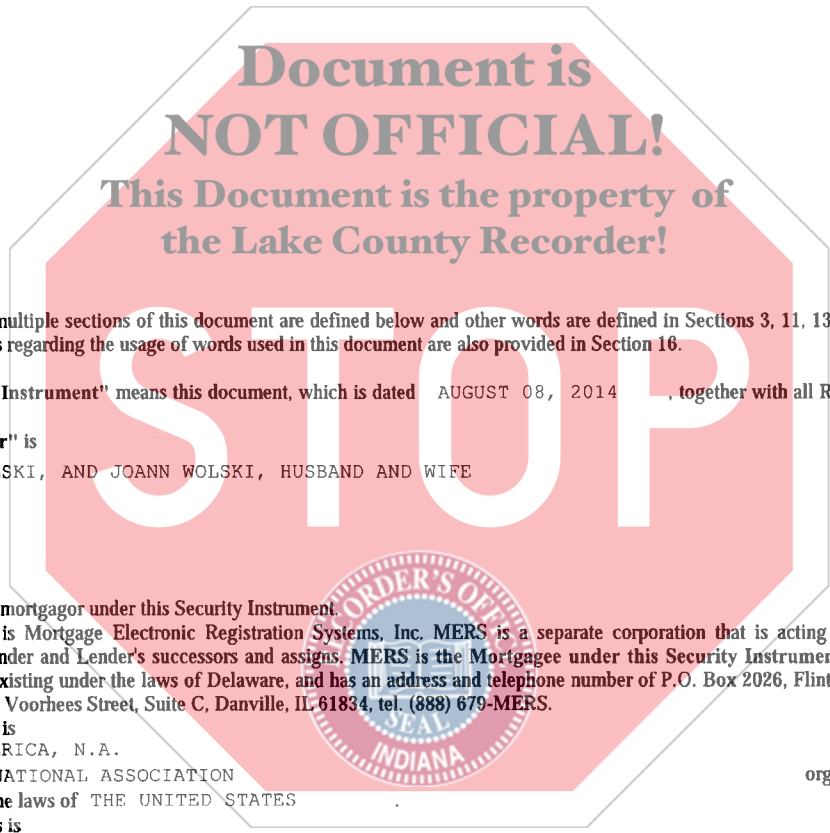 Document is
NOT OFFICIAL!
This Document is the property of
the Lake County Recorder!
STOP
multiple sections of this document are defined below and other words are defined in Sections 3, 11, 13
s regarding the usage of words used in this document are also provided in Section 16.
Instrument" means this document, which is dated AUGUST 08, 2014 , together with all R
r" is
SKI, AND JOANN WOLSKI, HUSBAND AND WIFE
mortgagor under this Security Instrument.
is Mortgage Electronic Registration Systems, Inc. MERS is a separate corporation that is acting
nder and Lender's successors and assigns. MERS is the Mortgagee under this Security Instrumen
xisting under the laws of Delaware, and has an address and telephone number of P.O. Box 2026, Flint
Voorhees Street, Suite C, Danville, IL 61834, tel. (888) 679-MERS.
is
RICA, N.A.
NATIONAL ASSOCIATION org
he laws of THE UNITED STATES .
s is
RECORDER'S OFFICE
SEAL
INDIANA